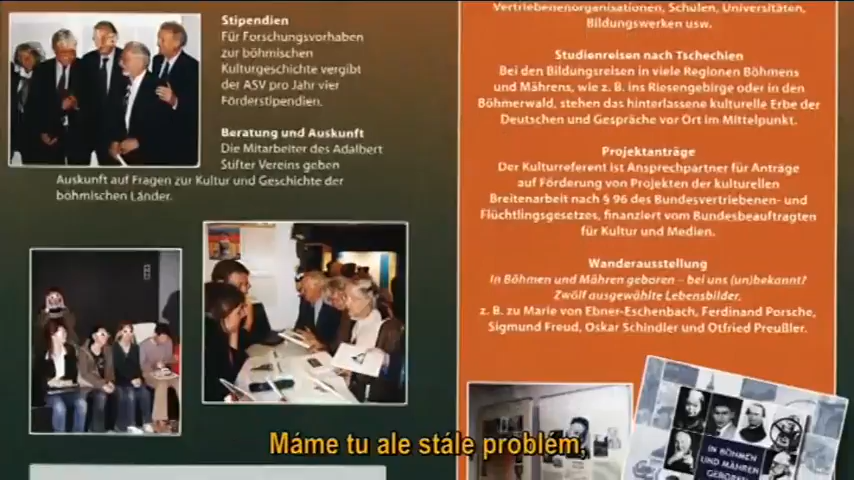 Stipendien
Für Forschungsvorhaben
zur böhmischen
Kulturgeschichte vergibt
der ASV pro Jahr vier
Förderstipendien.
Beratung und Auskunft
Die Mitarbeiter des Adalbert
Stifter Vereins geben
Auskunft auf Fragen zur Kultur und Geschichte der
böhmischen Länder.
Vertriebenenorganisationen, Schulen, Universitäten,
Bildungswerken usw.
Studienreisen nach Tschechien
Bei den Bildungsreisen in viele Regionen Böhmens
und Mährens, wie z. B. ins Riesengebirge oder in den
Böhmerwald, stehen das hinterlassene kulturelle Erbe der
Deutschen und Gespräche vor Ort im Mittelpunkt.
Projektanträge
Der Kulturreferent ist Ansprechpartner für Anträge
auf Förderung von Projekten der kulturellen
Breitenarbeit nach § 96 des Bundesvertriebenen- und
Flüchtlingsgesetzes, finanziert vom Bundesbeauftragten
für Kultur und Medien.
Wanderausstellung
In Böhmen und Mähren geboren – bei uns (un)bekannt?
Zwölf ausgewählte Lebensbilder,
z. B. zu Marie von Ebner-Eschenbach, Ferdinand Porsche,
Sigmund Freud, Oskar Schindler und Otfried Preußler.
IN BÖHMEN
UND MÄHREN
GEBOREN
Máme tu ale stále problém,